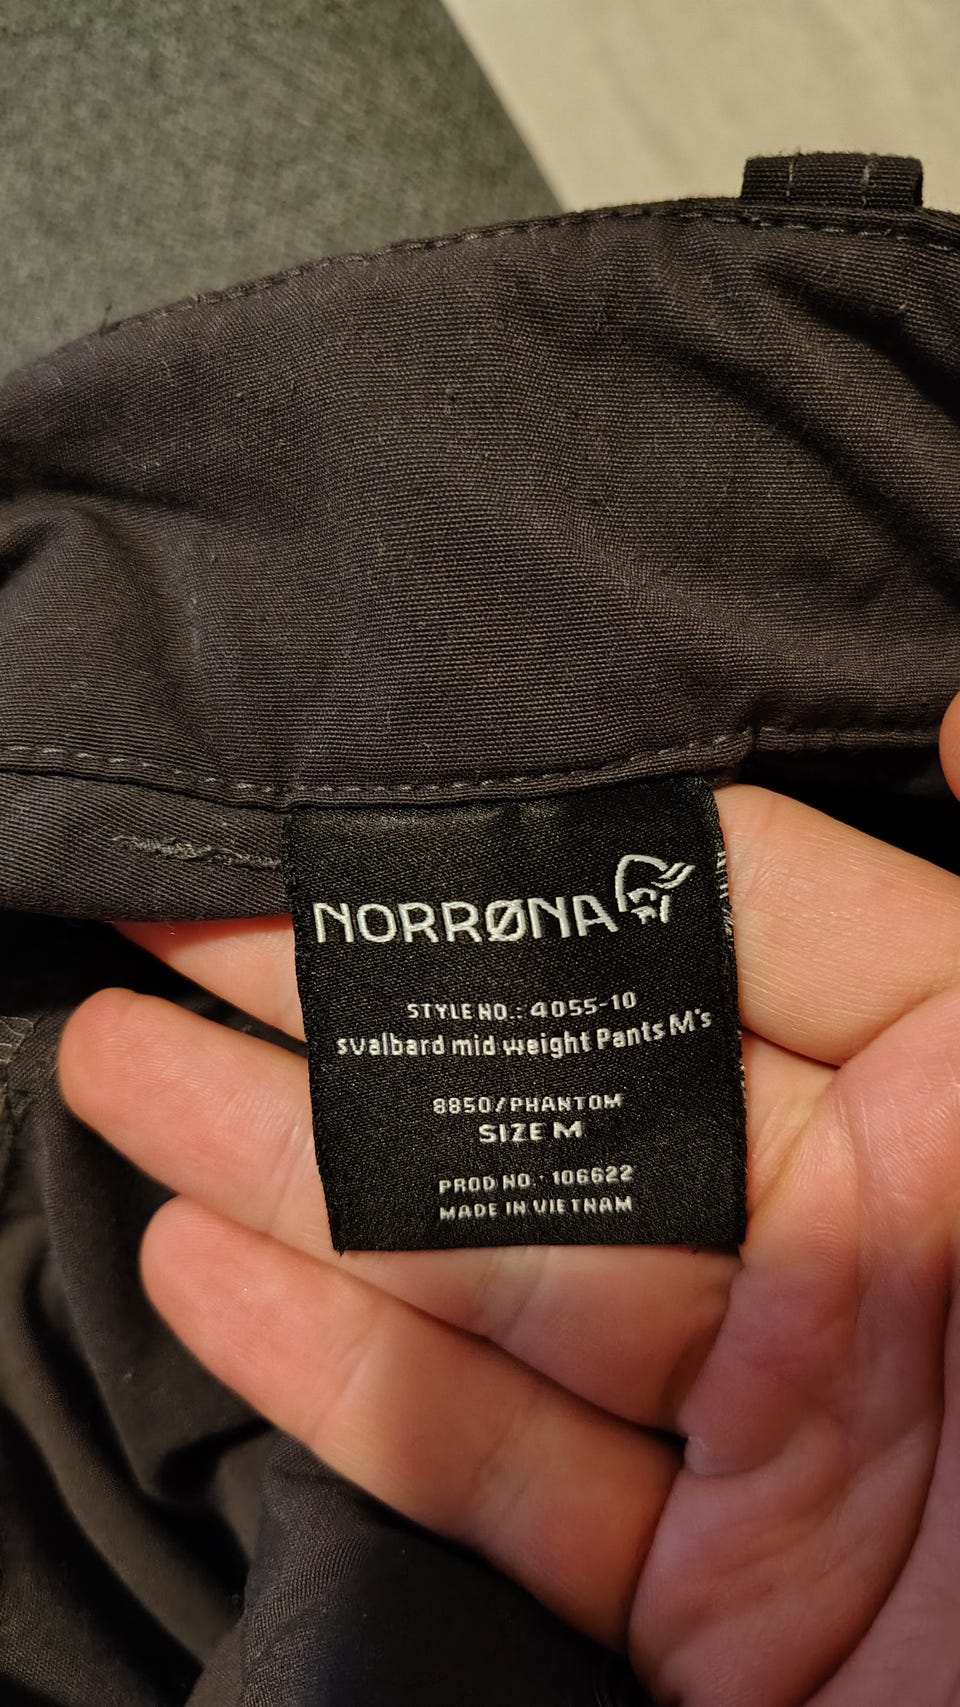 NORRØNA
STYLE NO.: 4055-10
svalbard mid weight Pants M's
8850/PHANTOM
SIZE M
PROD NO. 106622
MADE IN VIETNAM